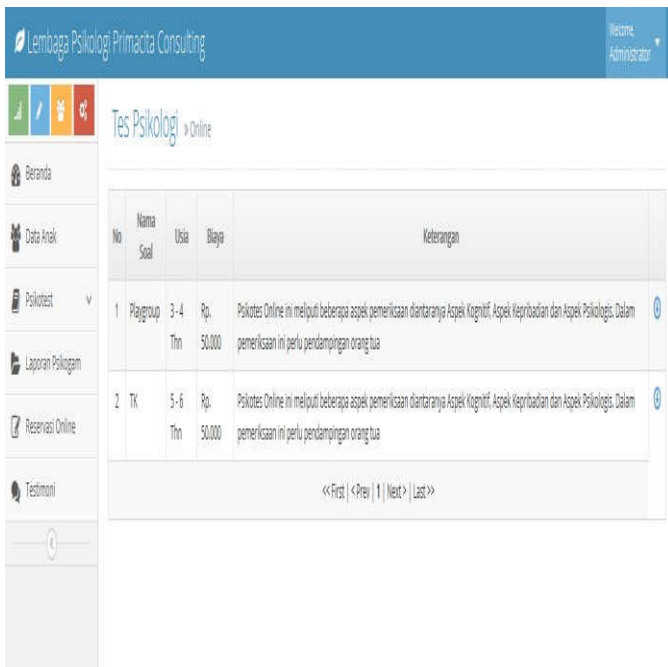 Lembaga Psikologi Primacita Consulting
Welcome,
Administrator
Tes Psikologi » Online
Beranda
Data Anak
Psikotest
Laporan Psikogam
Reservasi Online
Testimoni
No Nama Soal Usia Biaya Keterangan
1 Playgroup 3 - 4 Thn Rp. 50.000 Psikotes Online ini meliputi beberapa aspek pemeriksaan diantaranya Aspek Kognitif, Aspek Kepribadian dan Aspek Psikologis. Dalam
pemeriksaan ini perlu pendampingan orang tua
2 TK 5 - 6 Thn Rp. 50.000 Psikotes Online ini meliputi beberapa aspek pemeriksaan diantaranya Aspek Kognitif, Aspek Kepribadian dan Aspek Psikologis. Dalam
pemeriksaan ini perlu pendampingan orang tua
<< First | < Prev | 1 | Next > | Last >>